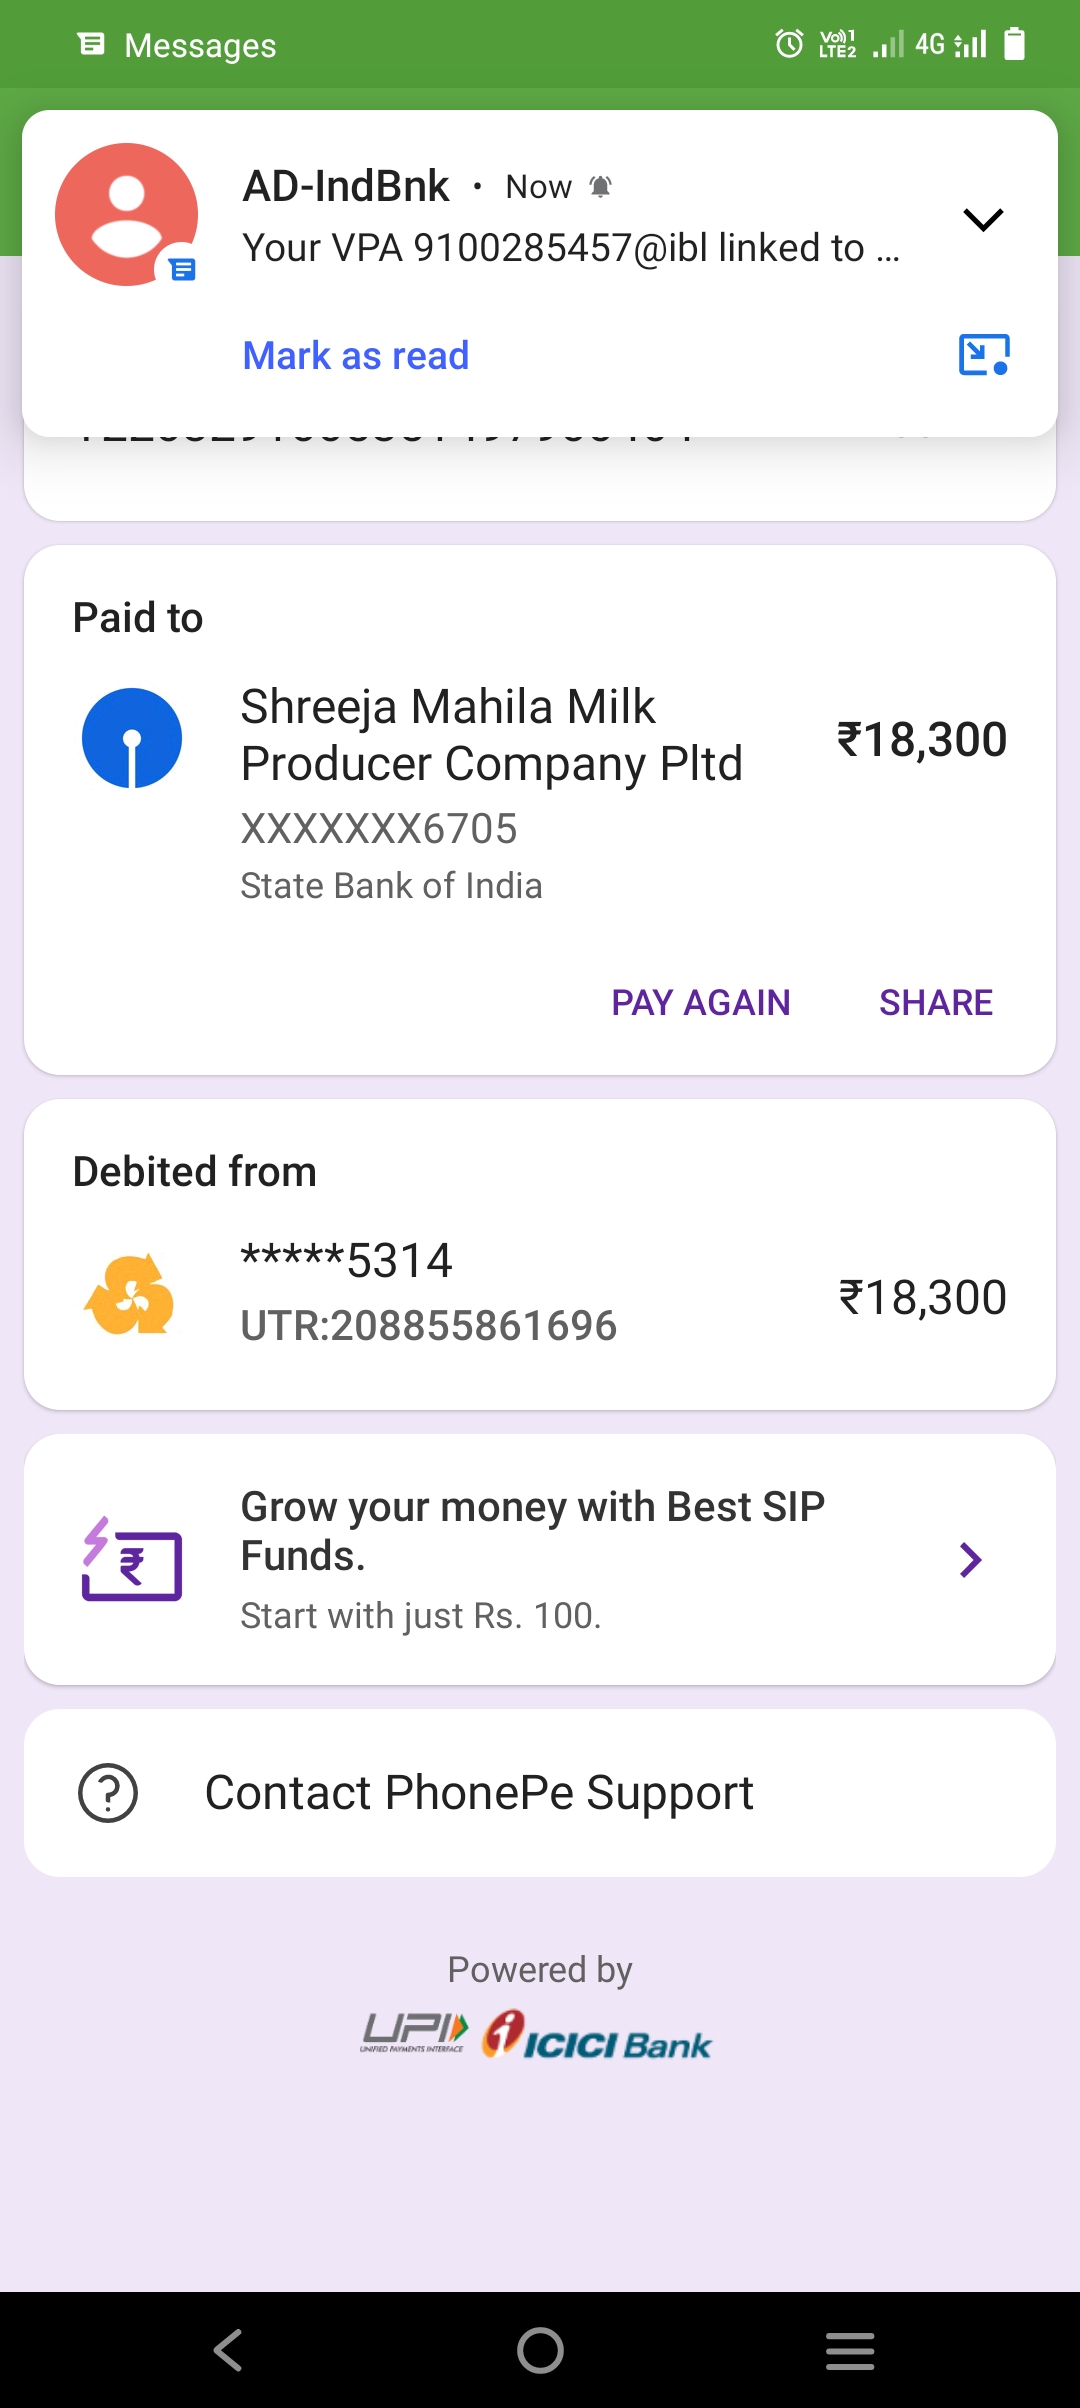 Messages
Vo))1
LTE2
4G
AD-IndBnk • Now
Your VPA 9100285457@ibl linked to ...
Mark as read
Paid to
Shreeja Mahila Milk
Producer Company Pltd
₹18,300
XXXXXXX6705
State Bank of India
PAY AGAIN
SHARE
Debited from
*****5314
₹18,300
UTR:208855861696
Grow your money with Best SIP
Funds.
Start with just Rs. 100.
Contact PhonePe Support
Powered by
UPI
UNIFIED PAYMENTS INTERFACE
ICICI Bank